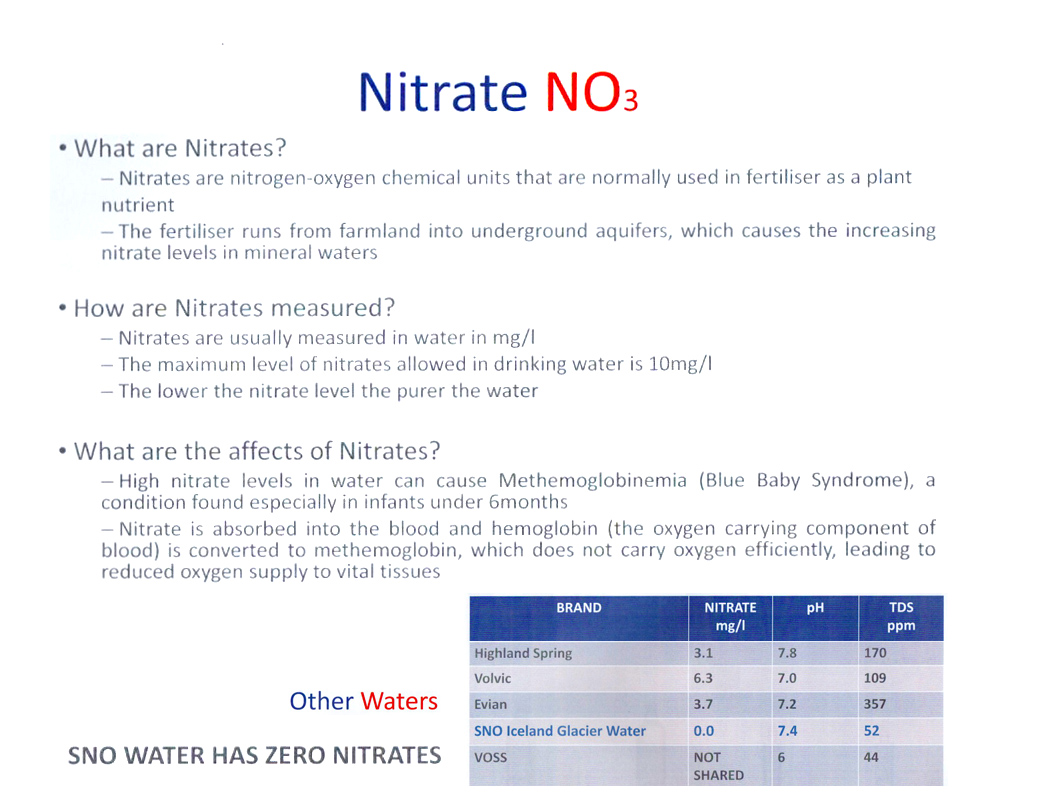 Nitrate NO3
• What are Nitrates?
– Nitrates are nitrogen-oxygen chemical units that are normally used in fertiliser as a plant
nutrient
– The fertiliser runs from farmland into underground aquifers, which causes the increasing
nitrate levels in mineral waters
• How are Nitrates measured?
– Nitrates are usually measured in water in mg/l
– The maximum level of nitrates allowed in drinking water is 10mg/l
– The lower the nitrate level the purer the water
• What are the affects of Nitrates?
– High nitrate levels in water can cause Methemoglobinemia (Blue Baby Syndrome), a
condition found especially in infants under 6months
– Nitrate is absorbed into the blood and hemoglobin (the oxygen carrying component of
blood) is converted to methemoglobin, which does not carry oxygen efficiently, leading to
reduced oxygen supply to vital tissues
Other Waters
SNO WATER HAS ZERO NITRATES
BRAND NITRATE pH TDS
mg/l ppm
Highland Spring 3.1 7.8 170
Volvic 6.3 7.0 109
Evian 3.7 7.2 357
SNO Iceland Glacier Water 0.0 7.4 52
VOSS NOT 6 44
SHARED